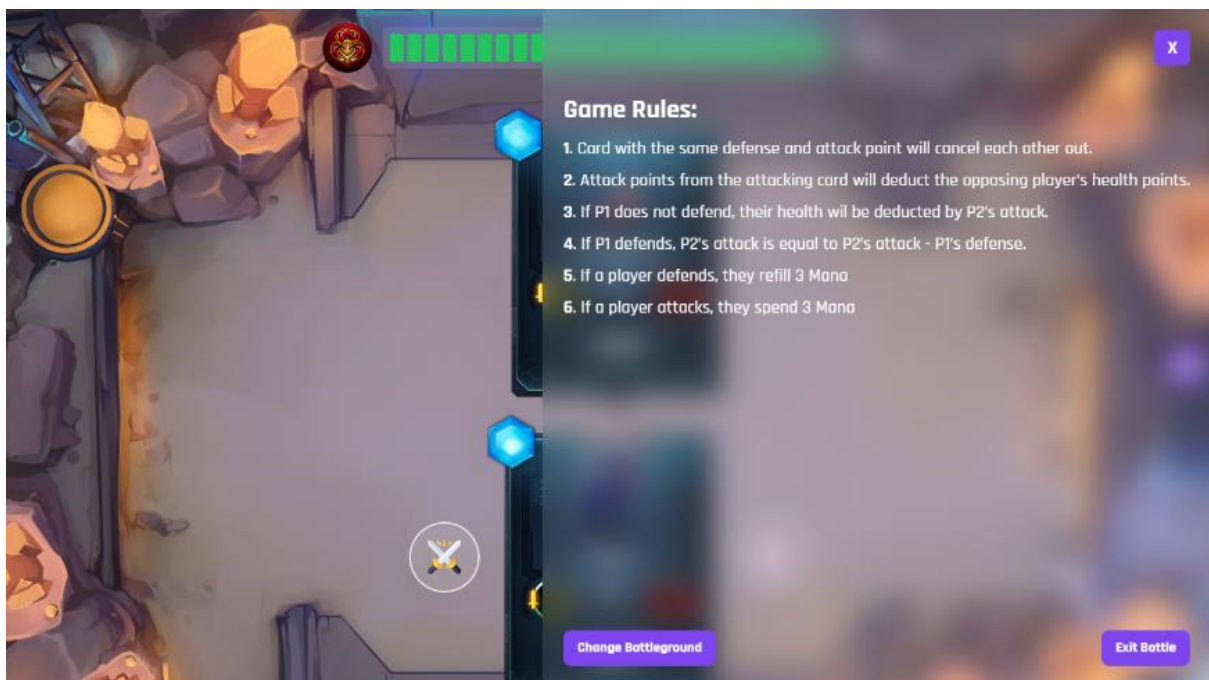 X
Game Rules:
1. Card with the same defense and attack point will cancel each other out.
2. Attack points from the attacking card will deduct the opposing player's health points.
3. If P1 does not defend, their health wil be deducted by P2's attack.
4. If P1 defends, P2's attack is equal to P2's attack - P1's defense.
5. If a player defends, they refill 3 Mana
6. If a player attacks, they spend 3 Mana
Change Battleground
Exit Battle